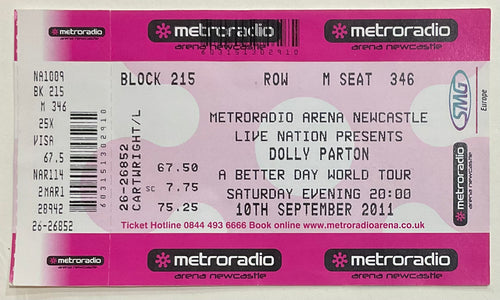 metroradio
metroradio
arena newcastle
metroradio
arena newcastle
603151302910
NA1009
BK 215
M 346
25X
VISA
67.5
NAR114
2MAR1
28942
26-26852
603151302910
26-26852
CARTWRIGHT/L
BLOCK 215 ROW M SEAT 346
METRORADIO ARENA NEWCASTLE
LIVE NATION PRESENTS
DOLLY PARTON
67.50 A BETTER DAY WORLD TOUR
SC 7.75 SATURDAY EVENING 20:00
75.25 10TH SEPTEMBER 2011
Ticket Hotline 0844 493 6666 Book online www.metroradioarena.co.uk
SMG Europe
metroradio
arena newcastle
metroradio
metroradio
arena newcastle
metroradio
arena newcastle